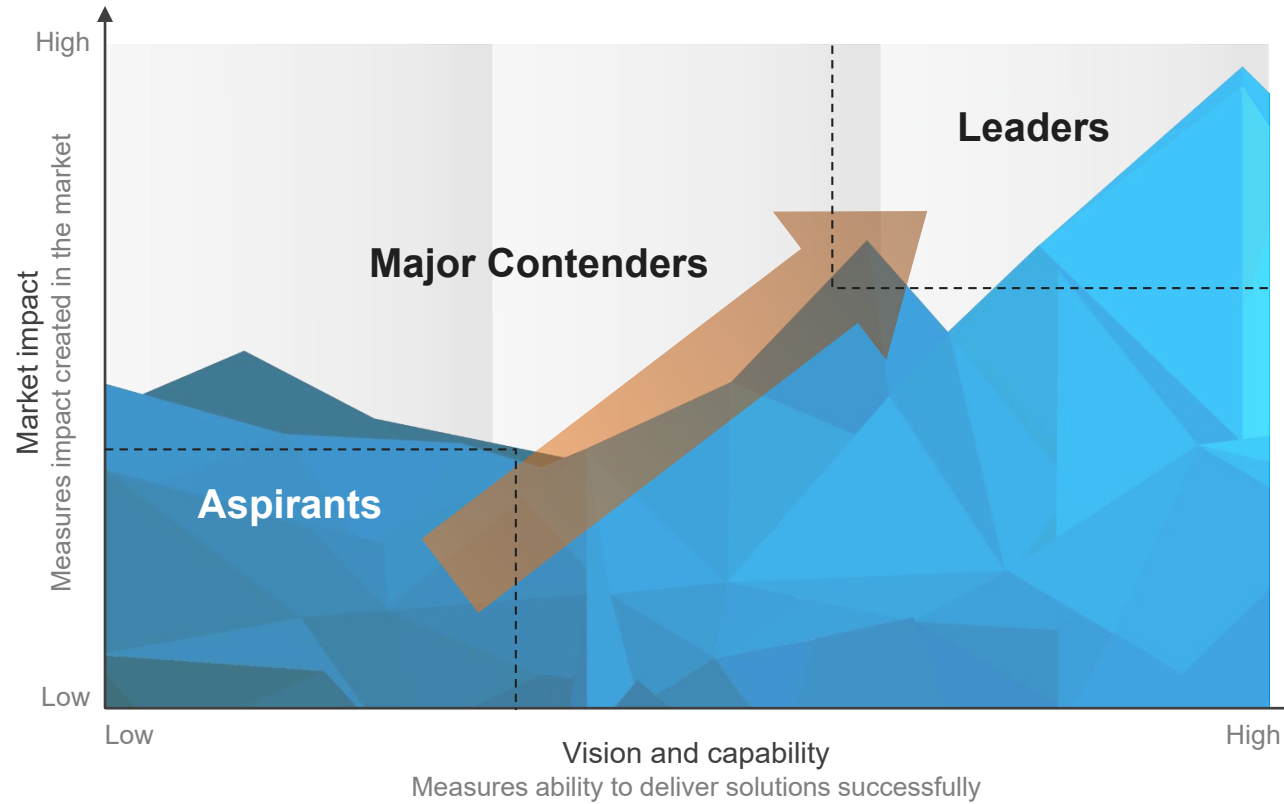 High
Leaders
Major Contenders
Market impact
Measures impact created in the market
Aspirants
Low
Low
High
Vision and capability
Measures ability to deliver solutions successfully